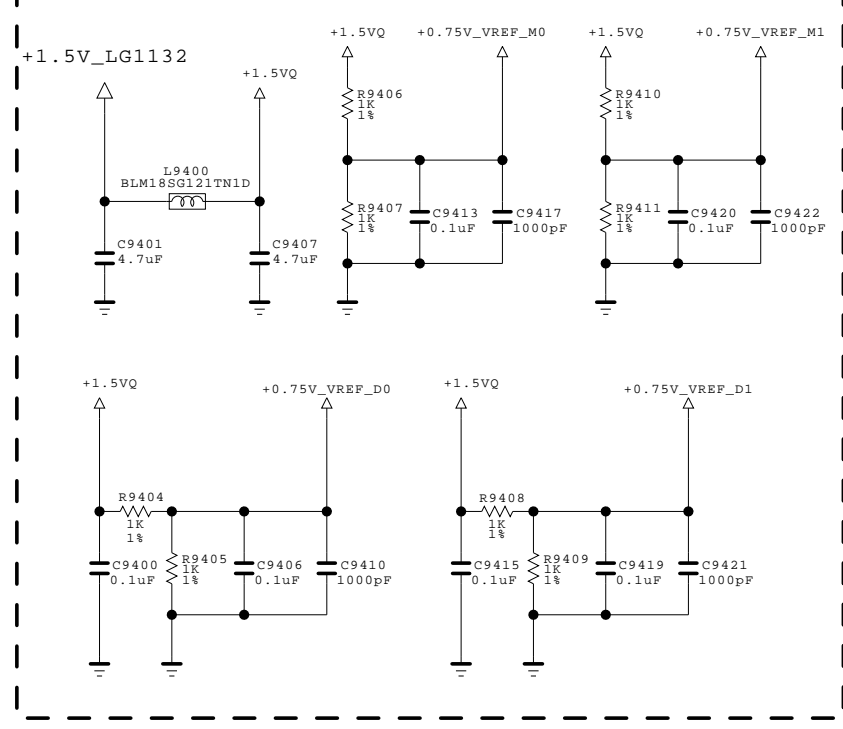 +1.5V_LG1132
+1.5VQ
L9400
BLM18SG121TN1D
C9401
4.7uF
C9407
4.7uF
+1.5VQ
+0.75V_VREF_M0
R9406
1K
1%
R9407
1K
1%
C9413
0.1uF
C9417
1000pF
+1.5VQ
+0.75V_VREF_M1
R9410
1K
1%
R9411
1K
1%
C9420
0.1uF
C9422
1000pF
+1.5VQ
+0.75V_VREF_D0
R9404
1K
1%
C9400
0.1uF
R9405
1K
1%
C9406
0.1uF
C9410
1000pF
+1.5VQ
+0.75V_VREF_D1
R9408
1K
1%
C9415
0.1uF
R9409
1K
1%
C9419
0.1uF
C9421
1000pF